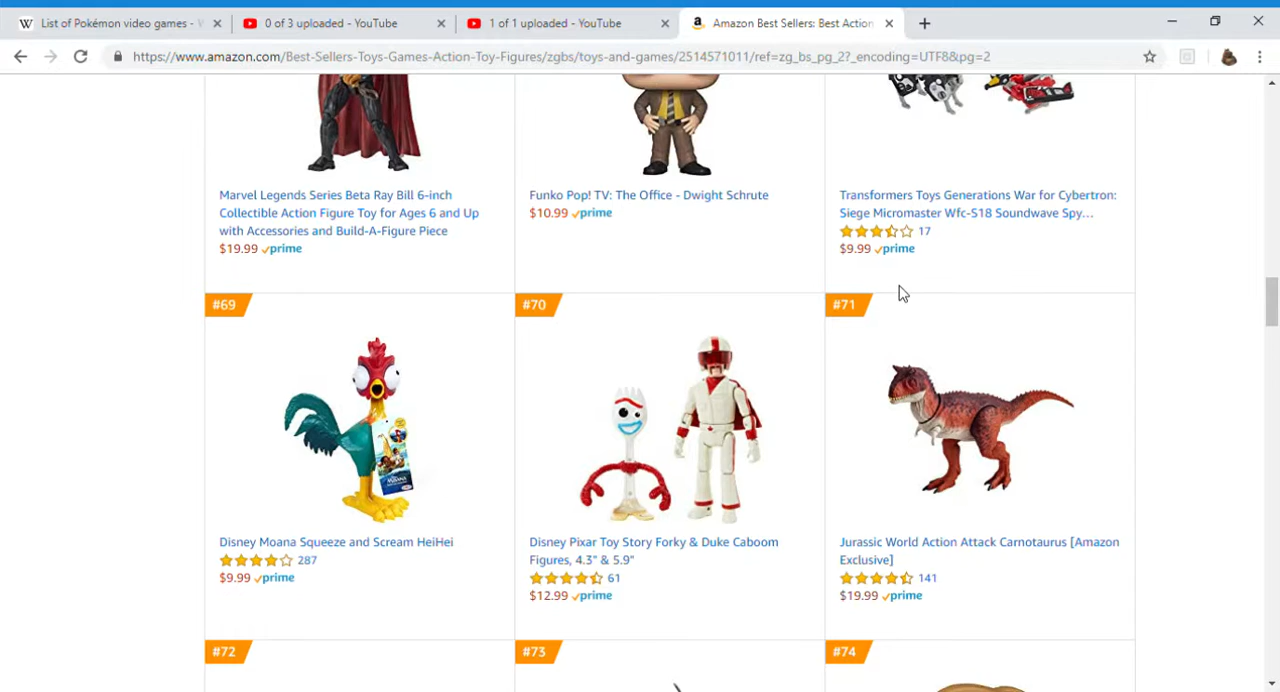 List of Pokémon video games - W
0 of 3 uploaded - YouTube
1 of 1 uploaded - YouTube
Amazon Best Sellers: Best Action
https://www.amazon.com/Best-Sellers-Toys-Games-Action-Toy-Figures/zgbs/toys-and-games/2514571011/ref=zg_bs_pg_2?_encoding=UTF8&pg=2
Marvel Legends Series Beta Ray Bill 6-inch
Collectible Action Figure Toy for Ages 6 and Up
with Accessories and Build-A-Figure Piece
$19.99 prime
Funko Pop! TV: The Office - Dwight Schrute
$10.99 prime
Transformers Toys Generations War for Cybertron:
Siege Micromaster Wfc-S18 Soundwave Spy...
17
$9.99 prime
#69
Disney Moana Squeeze and Scream HeiHei
287
$9.99 prime
#70
Disney Pixar Toy Story Forky & Duke Caboom
Figures, 4.3" & 5.9"
61
$12.99 prime
#71
Jurassic World Action Attack Carnotaurus [Amazon
Exclusive]
141
$19.99 prime
#72
#73
#74